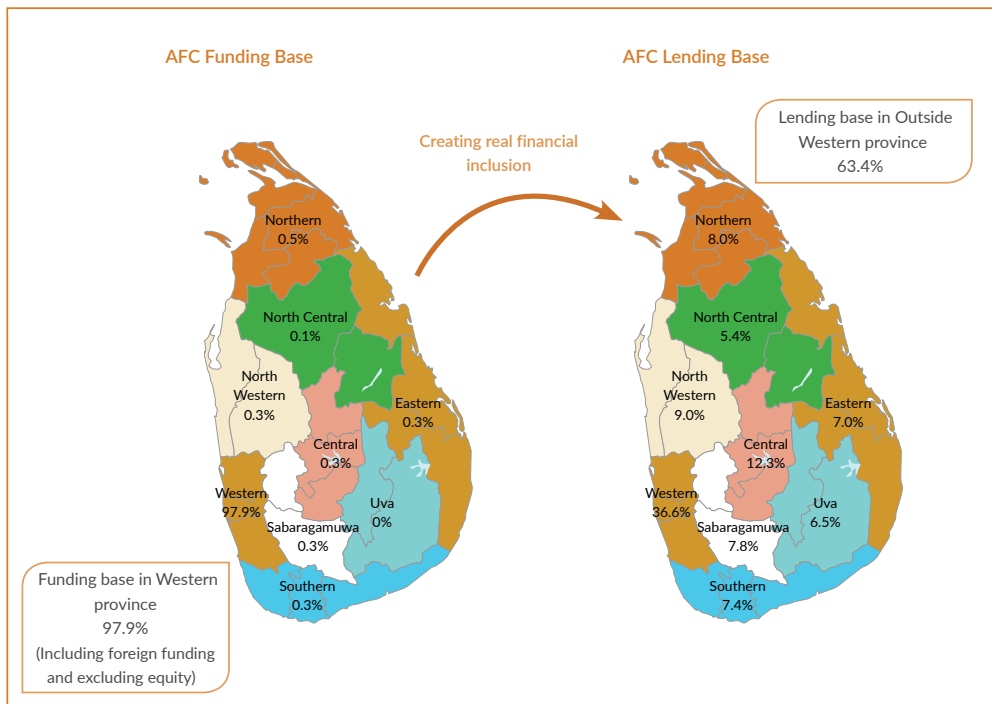 AFC Funding Base
Northern
0.5%
North Central
0.1%
North
Western
0.3%
Eastern
0.3%
Central
0.3%
Western
97.9%
Uva
0%
Sabaragamuwa
0.3%
Southern
0.3%
Funding base in Western
province
97.9%
(Including foreign funding
and excluding equity)
Creating real financial
inclusion
AFC Lending Base
Lending base in Outside
Western province
63.4%
Northern
8.0%
North Central
5.4%
North
Western
9.0%
Eastern
7.0%
Central
12.3%
Western
36.6%
Uva
6.5%
Sabaragamuwa
7.8%
Southern
7.4%